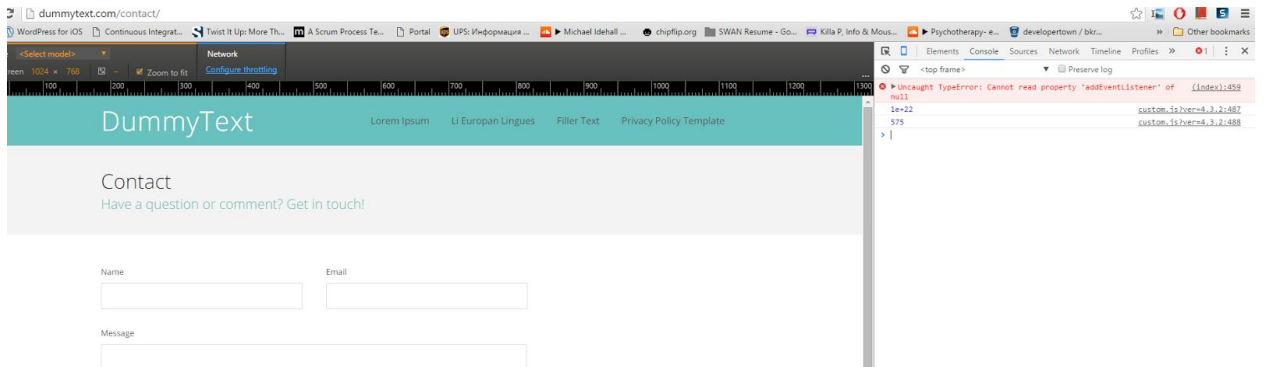 dummytext.com/contact/
WordPress for iOS Continuous Integrat... Twist It Up: More Th... A Scrum Process Te... Portal UPS: Информация ... Michael Idehall ... chipflip.org SWAN Resume - Go... Killa P, Info & Mous... Psychotherapy- e... developertown / bkr... » Other bookmarks
<Select model> Network
reen 1024 × 768 Zoom to fit Configure throttling ...
100 200 300 400 500 600 700 800 900 1000 1100 1200 1300
DummyText Lorem Ipsum Li Europan Lingues Filler Text Privacy Policy Template
Contact
Have a question or comment? Get in touch!
Name Email
Message
Elements Console Sources Network Timeline Profiles » 1
<top frame> Preserve log
Uncaught TypeError: Cannot read property 'addEventListener' of (index):459
null
1e+22 custom.js?ver=4.3.2:487
575 custom.js?ver=4.3.2:488
>